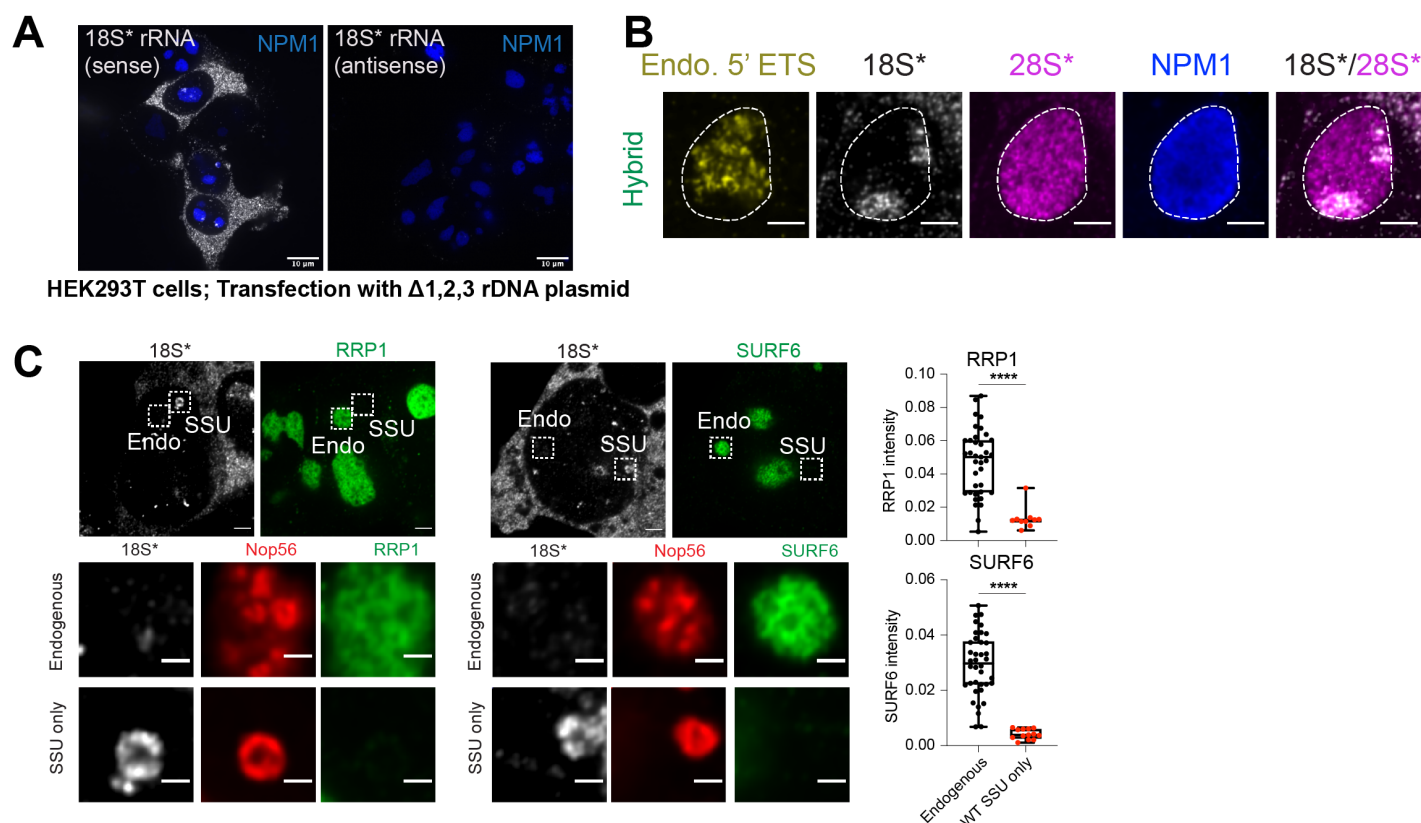 A
18S* rRNA (sense)
NPM1
18S* rRNA (antisense)
NPM1
10 µm
10 µm
HEK293T cells; Transfection with Δ1,2,3 rDNA plasmid
B
Endo. 5’ ETS
18S*
28S*
NPM1
18S*/28S*
Hybrid
C
18S*
RRP1
Endo
SSU
Endo
SSU
18S*
Nop56
RRP1
Endogenous
SSU only
18S*
SURF6
Endo
SSU
Endo
SSU
18S*
Nop56
SURF6
Endogenous
SSU only
RRP1
****
RRP1 intensity
0.10
0.08
0.06
0.04
0.02
0.00
SURF6
****
SURF6 intensity
0.06
0.04
0.02
0.00
Endogenous
WT SSU only